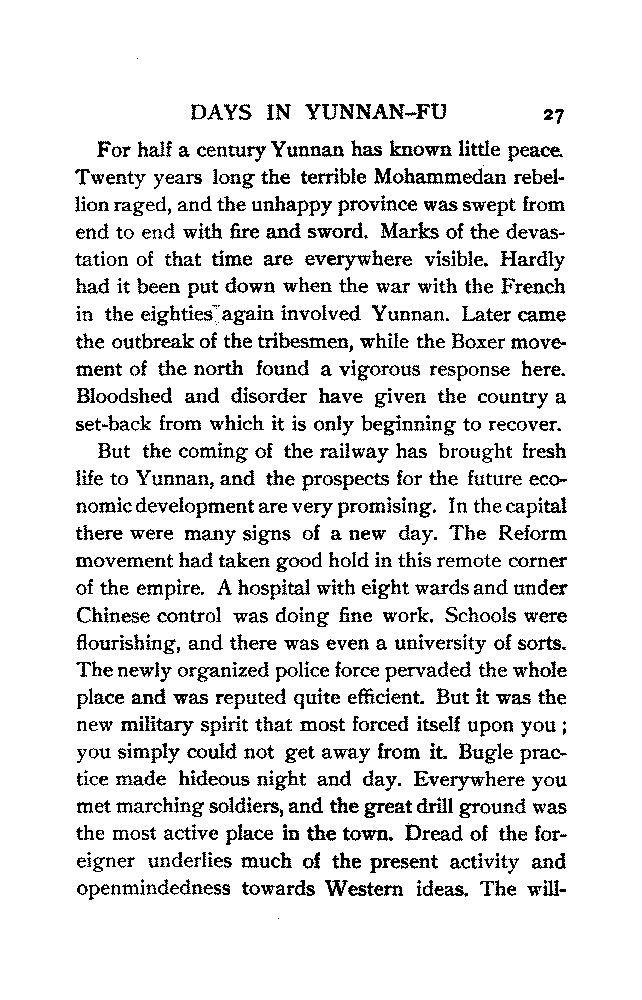 DAYS IN YUNNAN–FU 27
For half a century Yunnan has known little peace.
Twenty years long the terrible Mohammedan rebel-
lion raged, and the unhappy province was swept from
end to end with fire and sword. Marks of the devas-
tation of that time are everywhere visible. Hardly
had it been put down when the war with the French
in the eighties again involved Yunnan. Later came
the outbreak of the tribesmen, while the Boxer move-
ment of the north found a vigorous response here.
Bloodshed and disorder have given the country a
set-back from which it is only beginning to recover.
But the coming of the railway has brought fresh
life to Yunnan, and the prospects for the future eco-
nomic development are very promising. In the capital
there were many signs of a new day. The Reform
movement had taken good hold in this remote corner
of the empire. A hospital with eight wards and under
Chinese control was doing fine work. Schools were
flourishing, and there was even a university of sorts.
The newly organized police force pervaded the whole
place and was reputed quite efficient. But it was the
new military spirit that most forced itself upon you ;
you simply could not get away from it. Bugle prac-
tice made hideous night and day. Everywhere you
met marching soldiers, and the great drill ground was
the most active place in the town. Dread of the for-
eigner underlies much of the present activity and
openmindedness towards Western ideas. The will-